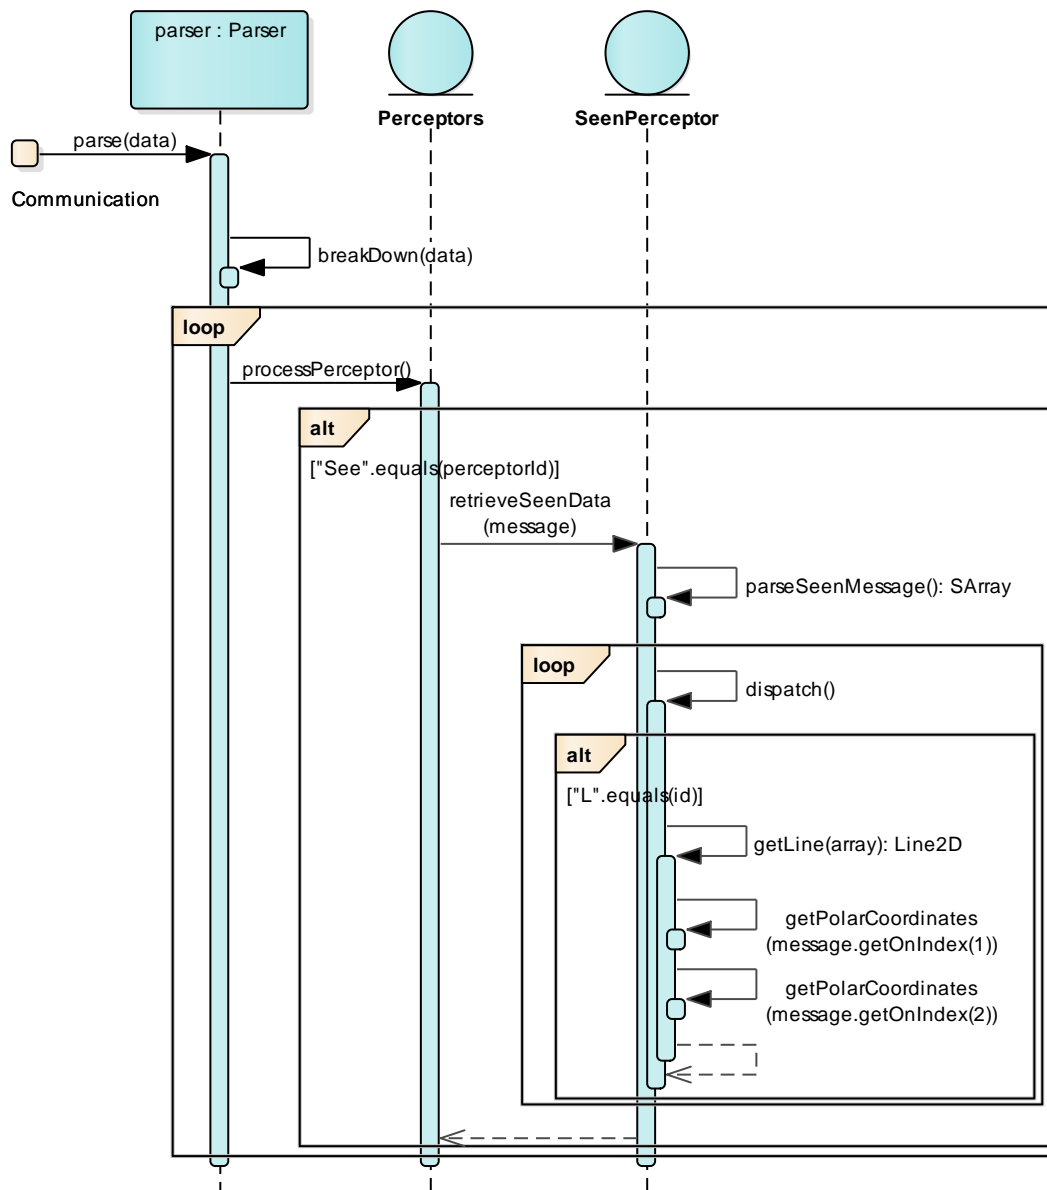 parser : Parser
Perceptors
SeenPerceptor
parse(data)
Communication
breakDown(data)
loop
processPerceptor()
alt
["See".equals(perceptorId)]
retrieveSeenData
(message)
parseSeenMessage(): SArray
loop
dispatch()
alt
["L".equals(id)]
getLine(array): Line2D
getPolarCoordinates
(message.getOnIndex(1))
getPolarCoordinates
(message.getOnIndex(2))